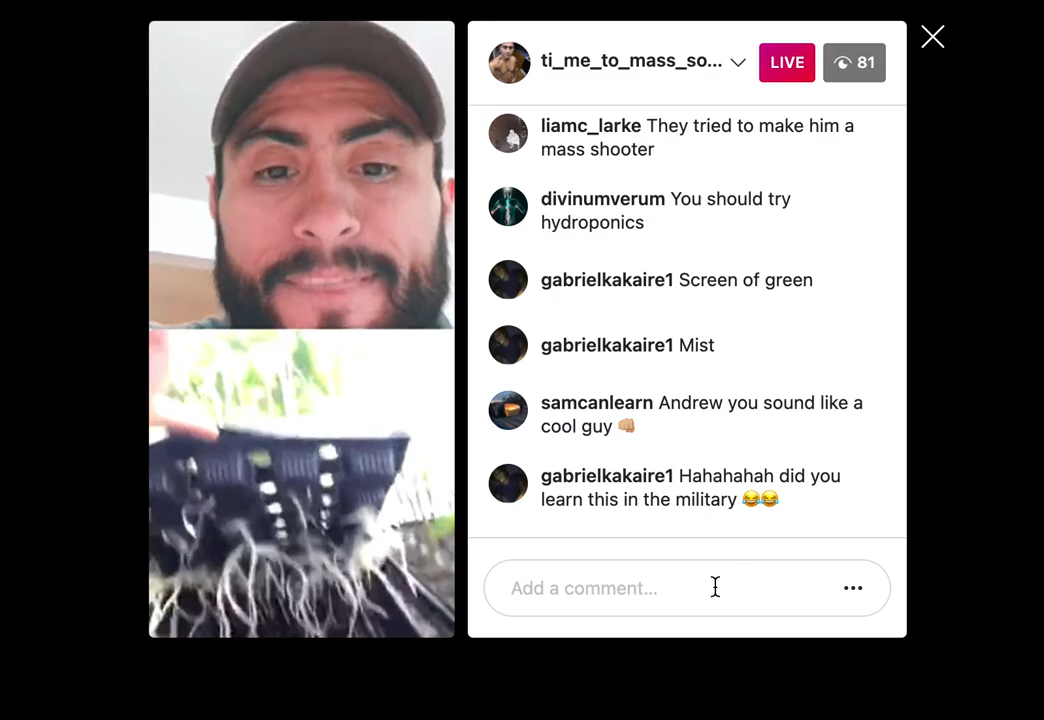 ti_me_to_mass_so...
LIVE
81
liamc_larke They tried to make him a
mass shooter
divinumverum You should try
hydroponics
gabrielkakaire1 Screen of green
gabrielkakaire1 Mist
samcanlearn Andrew you sound like a
cool guy 👊🏼
gabrielkakaire1 Hahahahah did you
learn this in the military 😂😂
Add a comment...